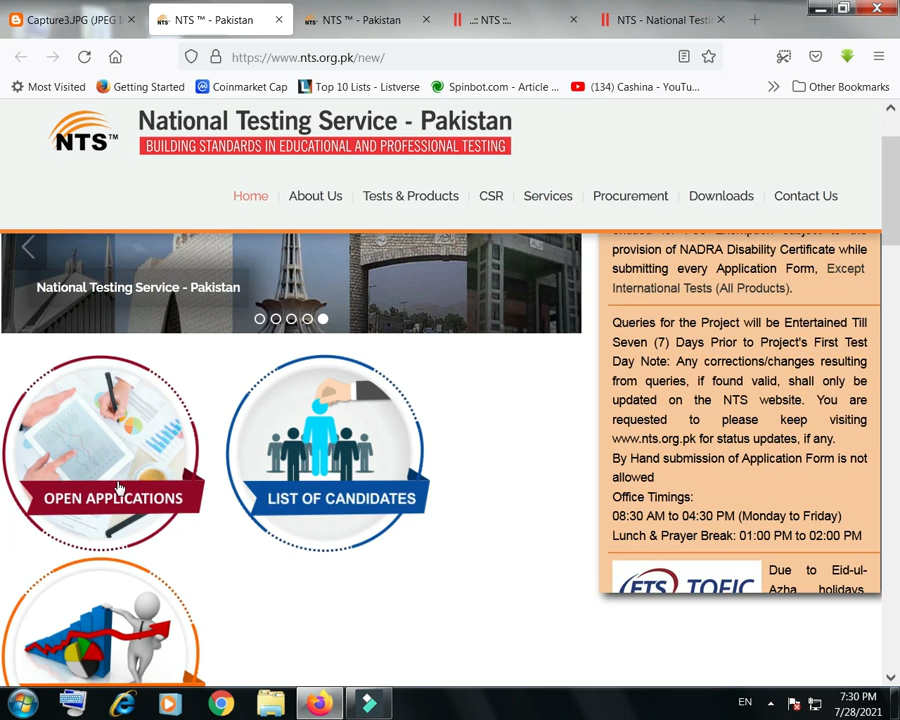 Capture3.JPG (JPEG I
NTS ™ - Pakistan
NTS ™ - Pakistan
..:: NTS ::..
NTS - National Testi
https://www.nts.org.pk/new/
Most Visited
Getting Started
Coinmarket Cap
Top 10 Lists - Listverse
Spinbot.com - Article ...
(134) Cashina - YouT...
Other Bookmarks
NTS™
National Testing Service - Pakistan
BUILDING STANDARDS IN EDUCATIONAL AND PROFESSIONAL TESTING
Home
About Us
Tests & Products
CSR
Services
Procurement
Downloads
Contact Us
National Testing Service - Pakistan
OPEN APPLICATIONS
LIST OF CANDIDATES
provision of NADRA Disability Certificate while
submitting every Application Form, Except
International Tests (All Products).
Queries for the Project will be Entertained Till
Seven (7) Days Prior to Project's First Test
Day Note: Any corrections/changes resulting
from queries, if found valid, shall only be
updated on the NTS website. You are
requested to please keep visiting
www.nts.org.pk for status updates, if any.
By Hand submission of Application Form is not
allowed
Office Timings:
08:30 AM to 04:30 PM (Monday to Friday)
Lunch & Prayer Break: 01:00 PM to 02:00 PM
ETS TOEIC
Due to Eid-ul-
Azha holidays,
EN
7:30 PM
7/28/2021